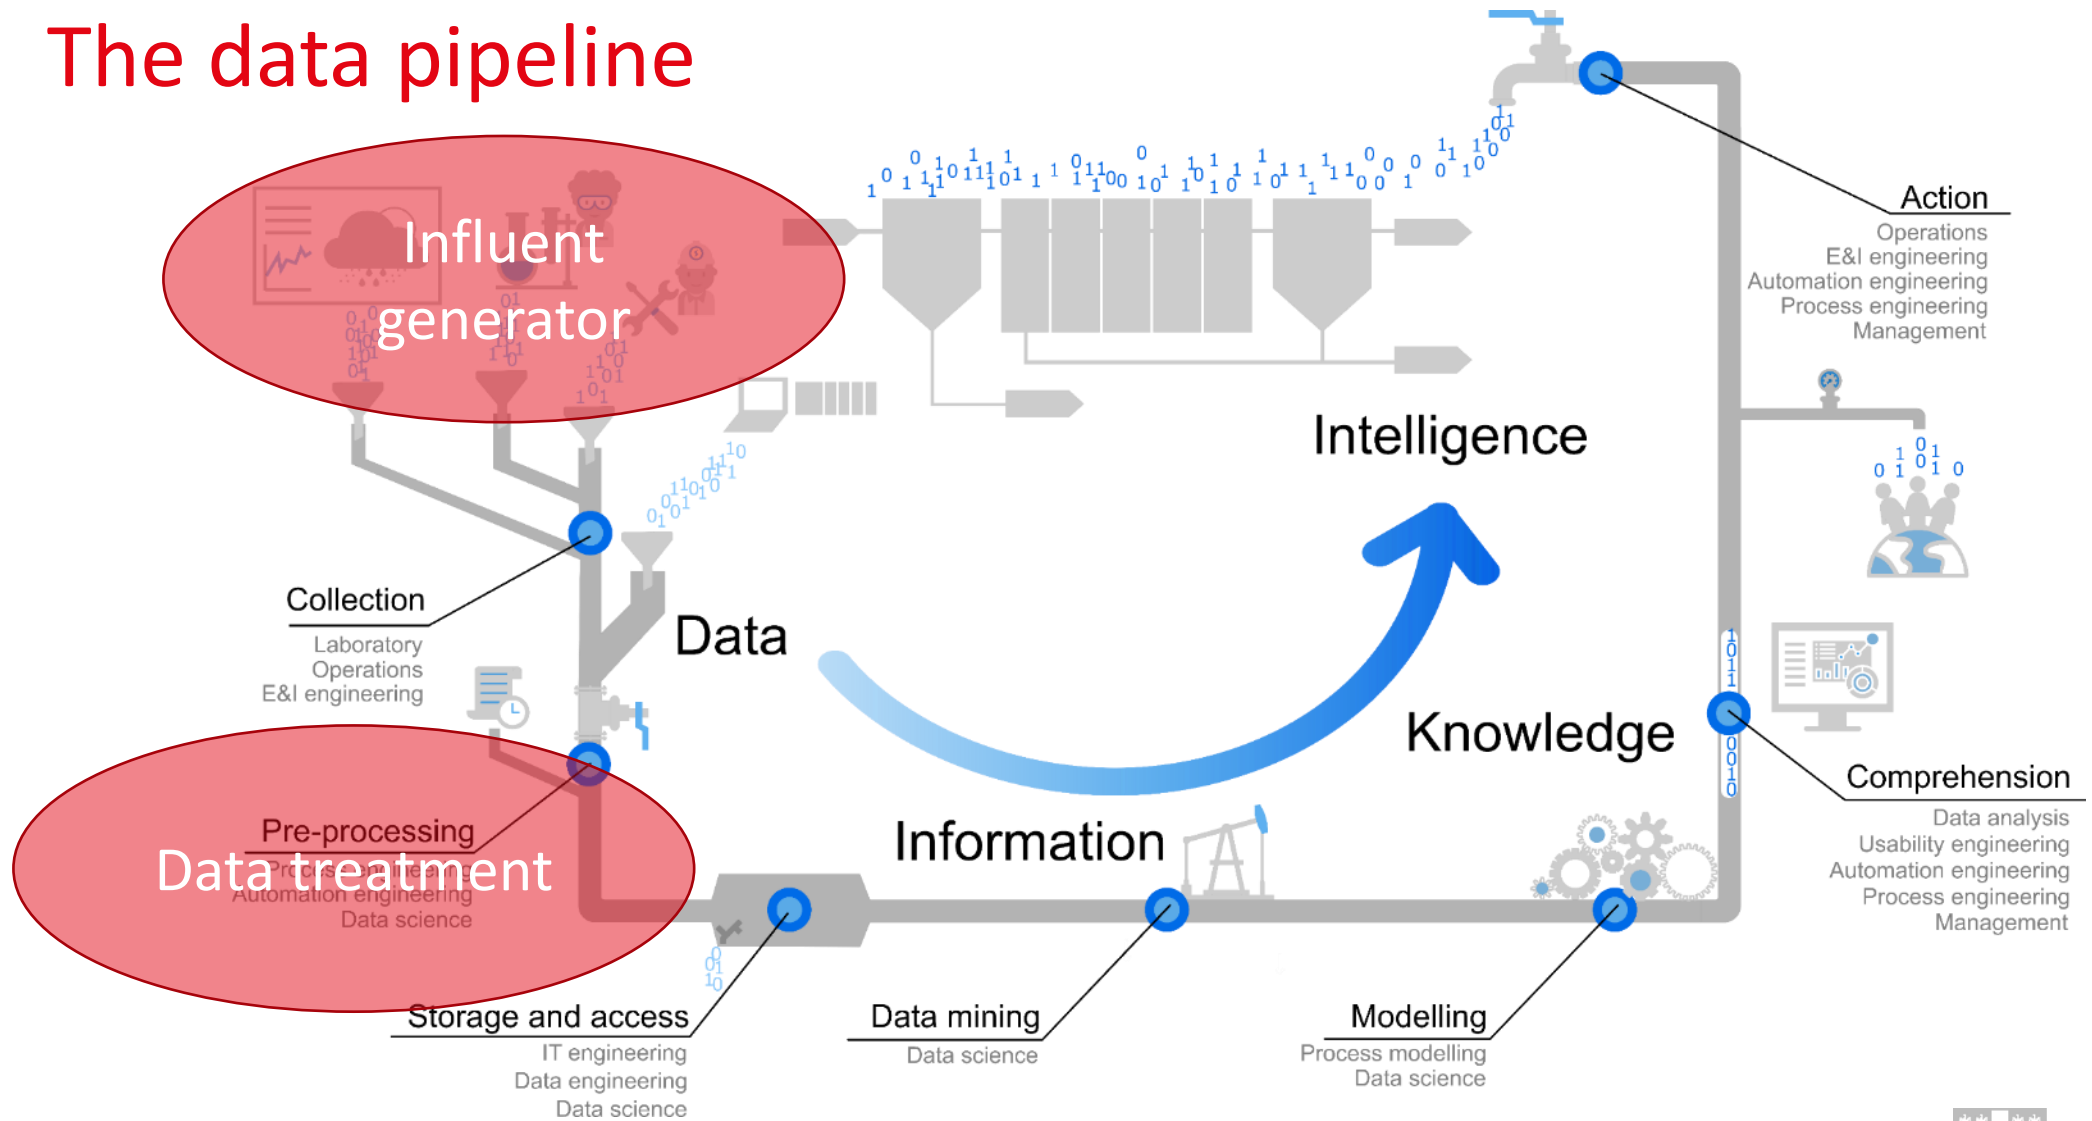 The data pipeline
Influent
generator
Action
Operations
E&I engineering
Automation engineering
Process engineering
Management
Intelligence
Collection
Laboratory
Operations
E&I engineering
Data
Knowledge
Comprehension
Data analysis
Usability engineering
Automation engineering
Process engineering
Management
Pre-processing
Data treatment
Process engineering
Automation engineering
Data science
Information
Storage and access
IT engineering
Data engineering
Data science
Data mining
Data science
Modelling
Process modelling
Data science